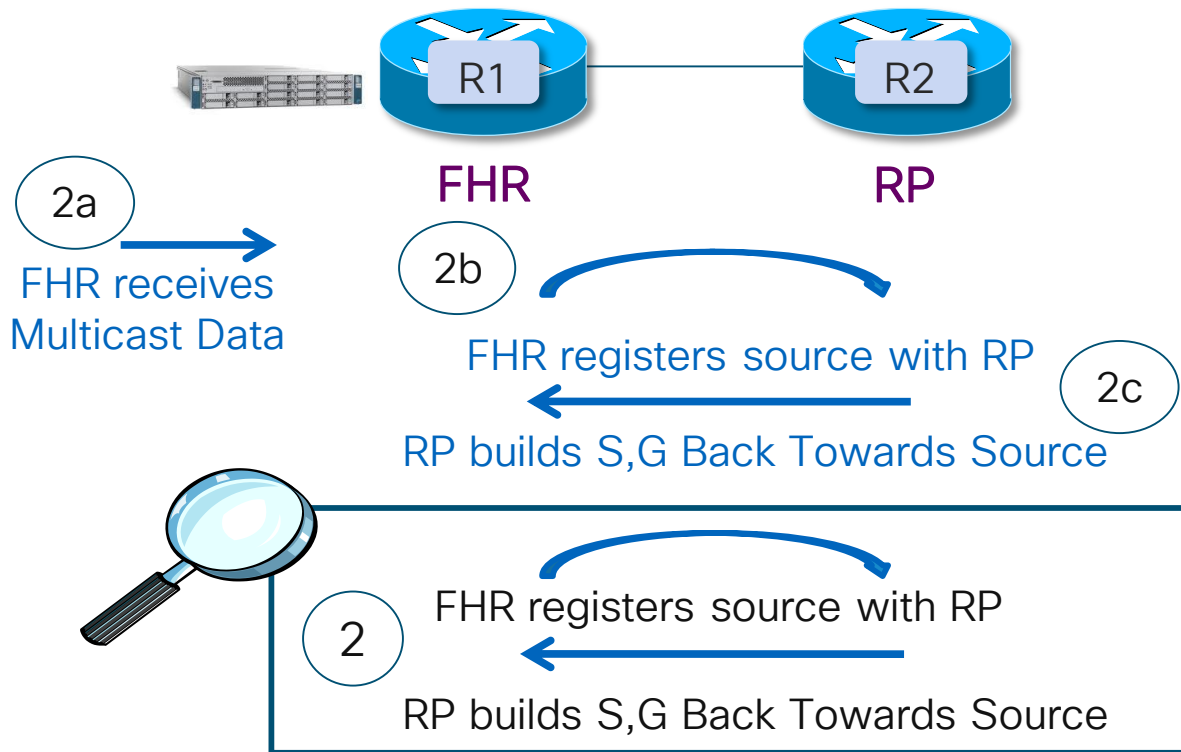 R1
R2
FHR
RP
2a
FHR receives
Multicast Data
2b
FHR registers source with RP
2c
RP builds S,G Back Towards Source
2
FHR registers source with RP
RP builds S,G Back Towards Source